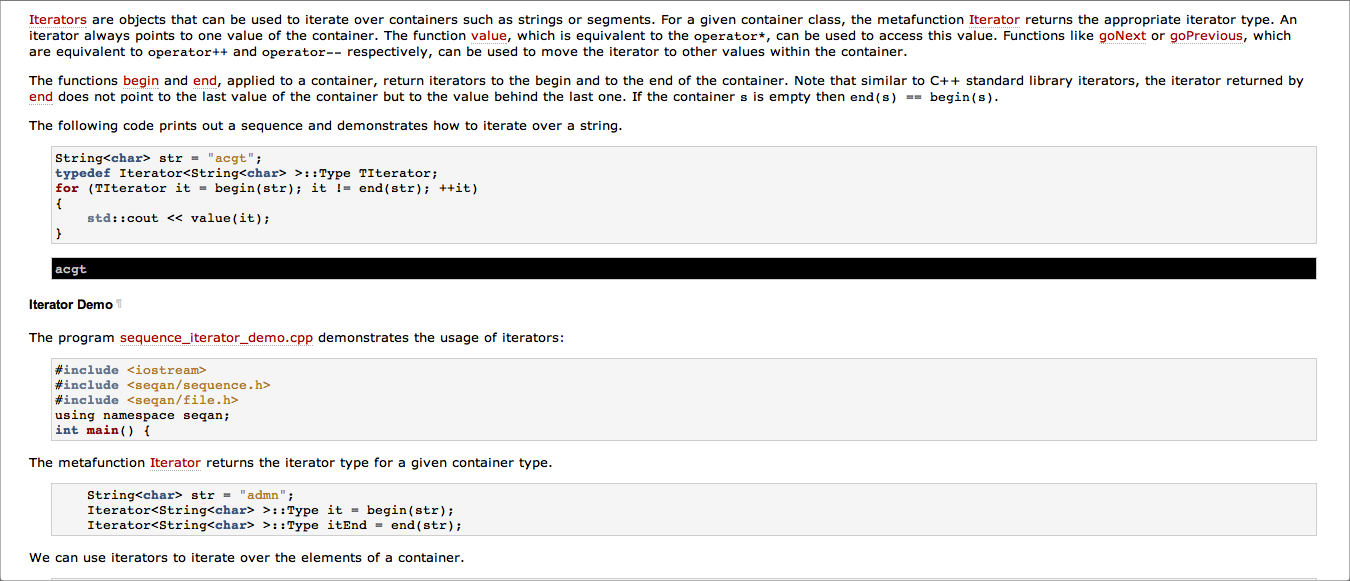 Iterators are objects that can be used to iterate over containers such as strings or segments. For a given container class, the metafunction Iterator returns the appropriate iterator type. An
iterator always points to one value of the container. The function value, which is equivalent to the operator*, can be used to access this value. Functions like goNext or goPrevious, which
are equivalent to operator++ and operator-- respectively, can be used to move the iterator to other values within the container.
The functions begin and end, applied to a container, return iterators to the begin and to the end of the container. Note that similar to C++ standard library iterators, the iterator returned by
end does not point to the last value of the container but to the value behind the last one. If the container s is empty then end(s) == begin(s).
The following code prints out a sequence and demonstrates how to iterate over a string.
String<char> str = "acgt";
typedef Iterator<String<char> >::Type TIterator;
for (TIterator it = begin(str); it != end(str); ++it)
{
    std::cout << value(it);
}
acgt
Iterator Demo ¶
The program sequence_iterator_demo.cpp demonstrates the usage of iterators:
#include <iostream>
#include <seqan/sequence.h>
#include <seqan/file.h>
using namespace seqan;
int main() {
The metafunction Iterator returns the iterator type for a given container type.
    String<char> str = "admn";
    Iterator<String<char> >::Type it = begin(str);
    Iterator<String<char> >::Type itEnd = end(str);
We can use iterators to iterate over the elements of a container.